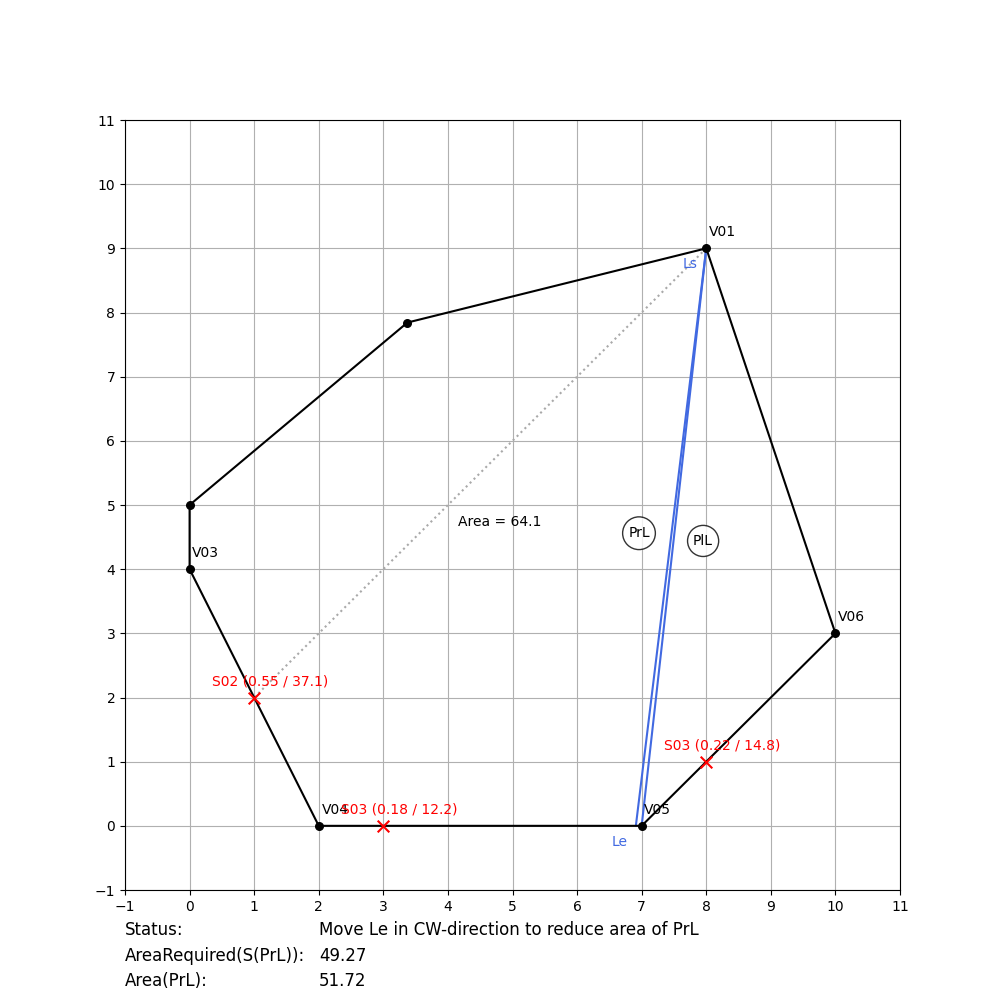 11
10
9
8
7
6
5
4
3
2
1
0
−1
V01
Ls
Area = 64.1
PrL
PlL
V03
V06
S02 (0.55 / 37.1)
S03 (0.22 / 14.8)
V04
S03 (0.18 / 12.2)
V05
Le
−1 0 1 2 3 4 5 6 7 8 9 10 11
Status: Move Le in CW-direction to reduce area of PrL
AreaRequired(S(PrL)): 49.27
Area(PrL): 51.72